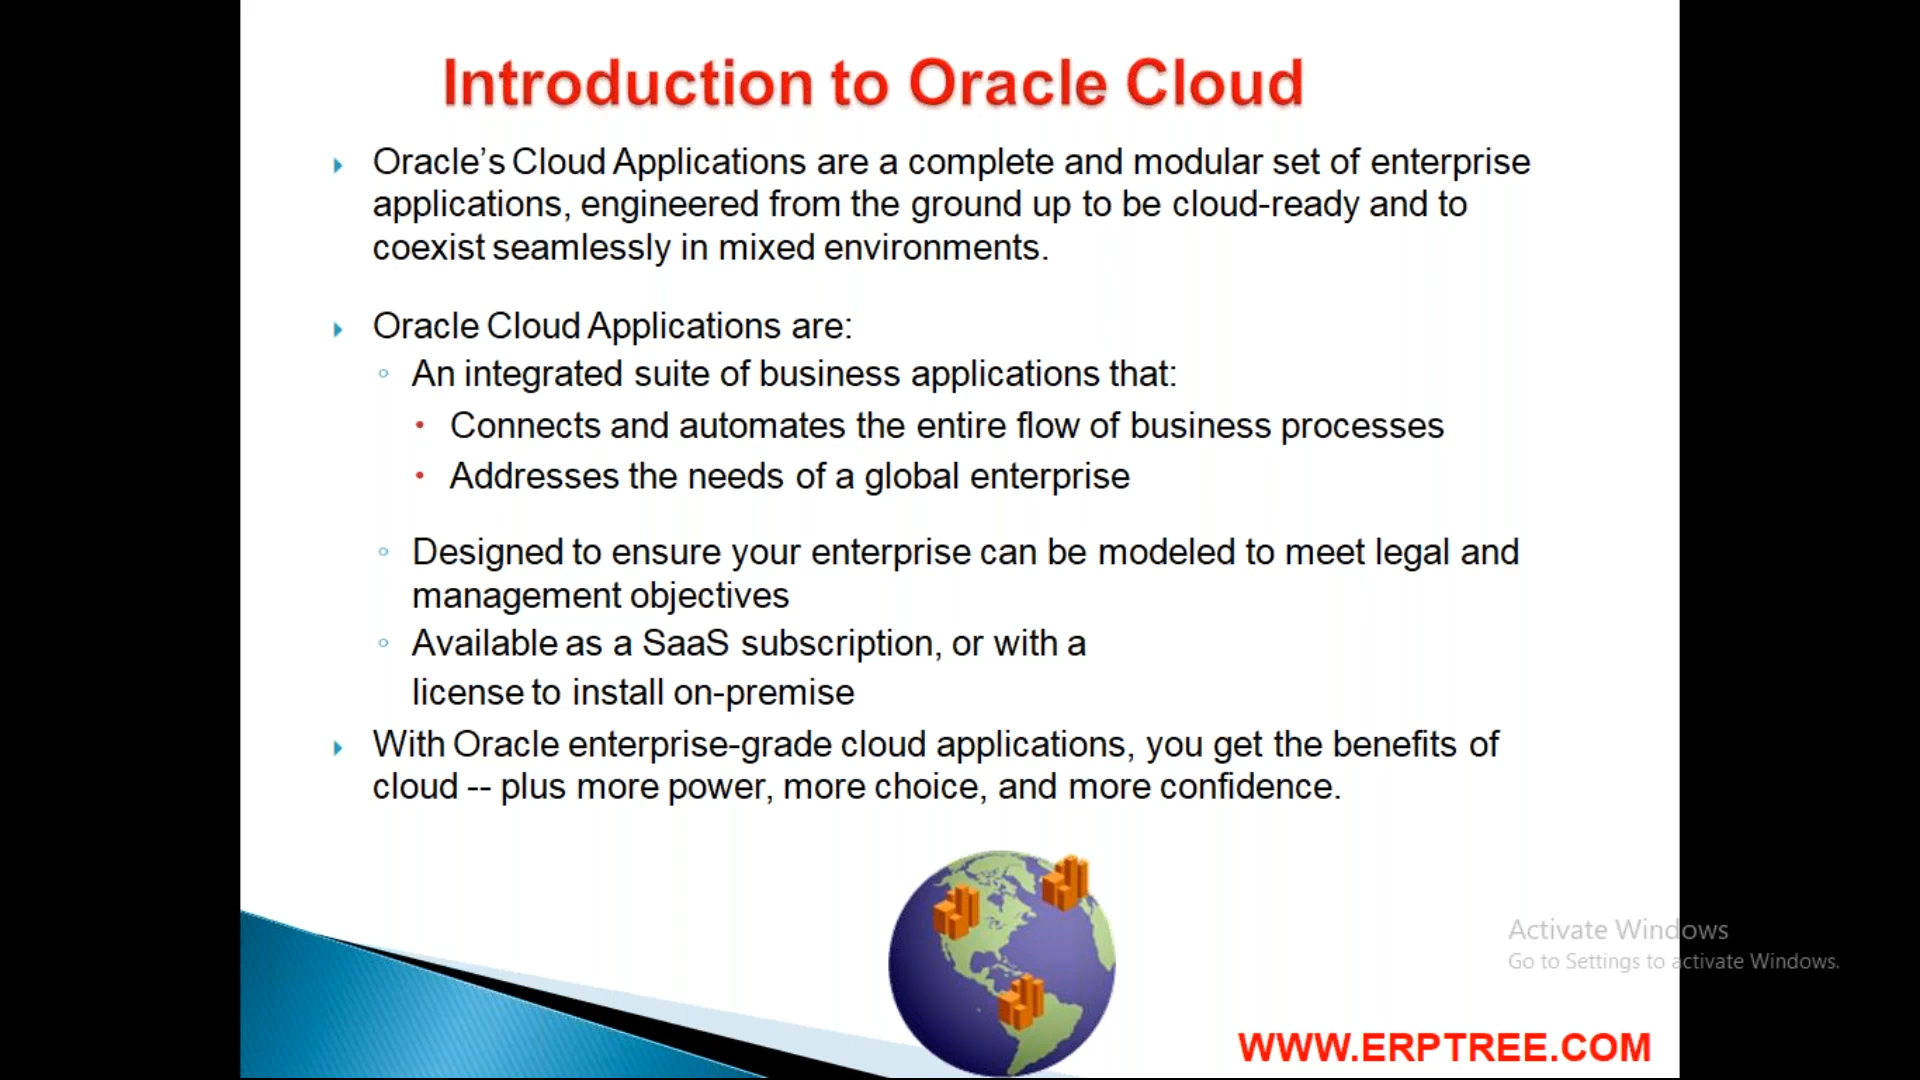 Introduction to Oracle Cloud
Oracle’s Cloud Applications are a complete and modular set of enterprise
applications, engineered from the ground up to be cloud-ready and to
coexist seamlessly in mixed environments.
Oracle Cloud Applications are:
An integrated suite of business applications that:
Connects and automates the entire flow of business processes
Addresses the needs of a global enterprise
Designed to ensure your enterprise can be modeled to meet legal and
management objectives
Available as a SaaS subscription, or with a
license to install on-premise
With Oracle enterprise-grade cloud applications, you get the benefits of
cloud -- plus more power, more choice, and more confidence.
Activate Windows
Go to Settings to activate Windows.
WWW.ERPTREE.COM